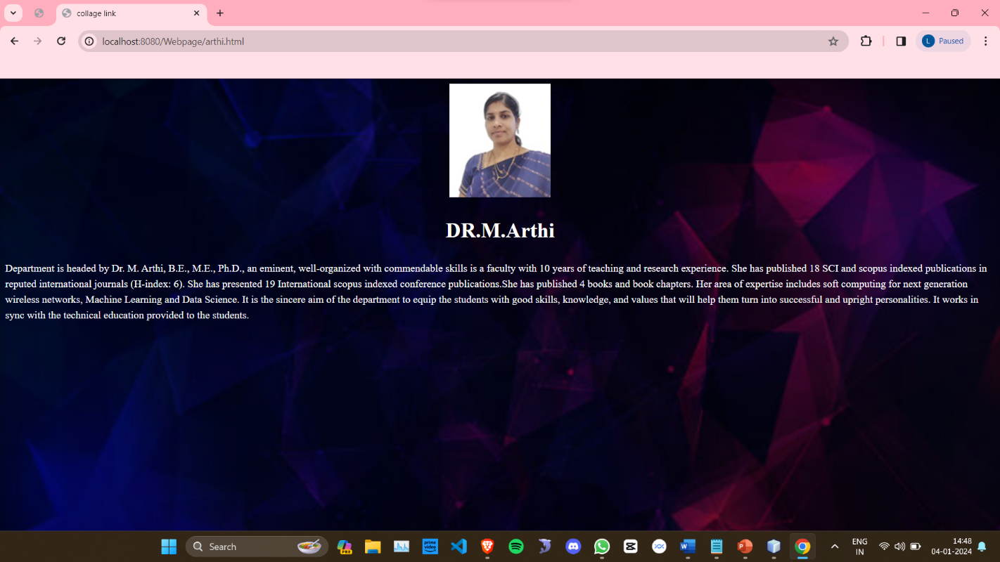 collage link
localhost:8080/Webpage/arthi.html
L Paused
DR.M.Arthi
Department is headed by Dr. M. Arthi, B.E., M.E., Ph.D., an eminent, well-organized with commendable skills is a faculty with 10 years of teaching and research experience. She has published 18 SCI and scopus indexed publications in
reputed international journals (H-index: 6). She has presented 19 International scopus indexed conference publications.She has published 4 books and book chapters. Her area of expertise includes soft computing for next generation
wireless networks, Machine Learning and Data Science. It is the sincere aim of the department to equip the students with good skills, knowledge, and values that will help them turn into successful and upright personalities. It works in
sync with the technical education provided to the students.
Search
PRE
prime video
W
P
ENG
IN
14:48
04-01-2024